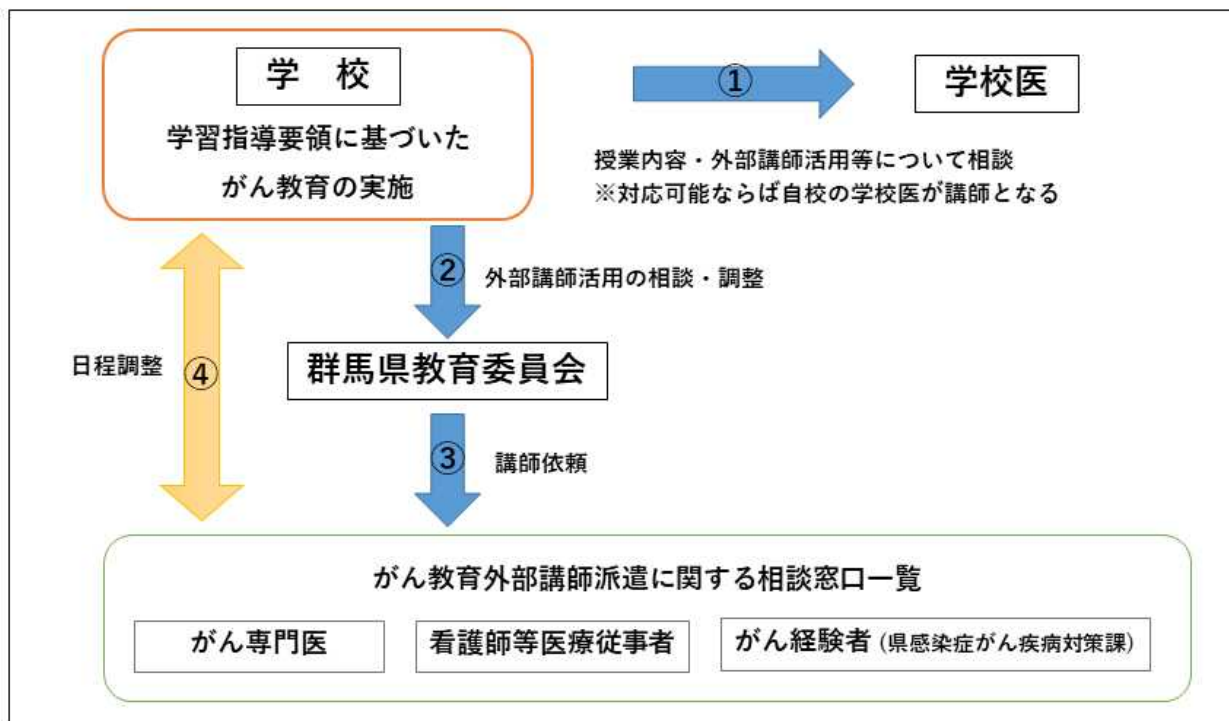 学　校
学習指導要領に基づいた
がん教育の実施
①
学校医
授業内容・外部講師活用等について相談
※対応可能ならば自校の学校医が講師となる
②
外部講師活用の相談・調整
群馬県教育委員会
日程調整
④
③
講師依頼
がん教育外部講師派遣に関する相談窓口一覧
がん専門医
看護師等医療従事者
がん経験者 (県感染症がん疾病対策課)